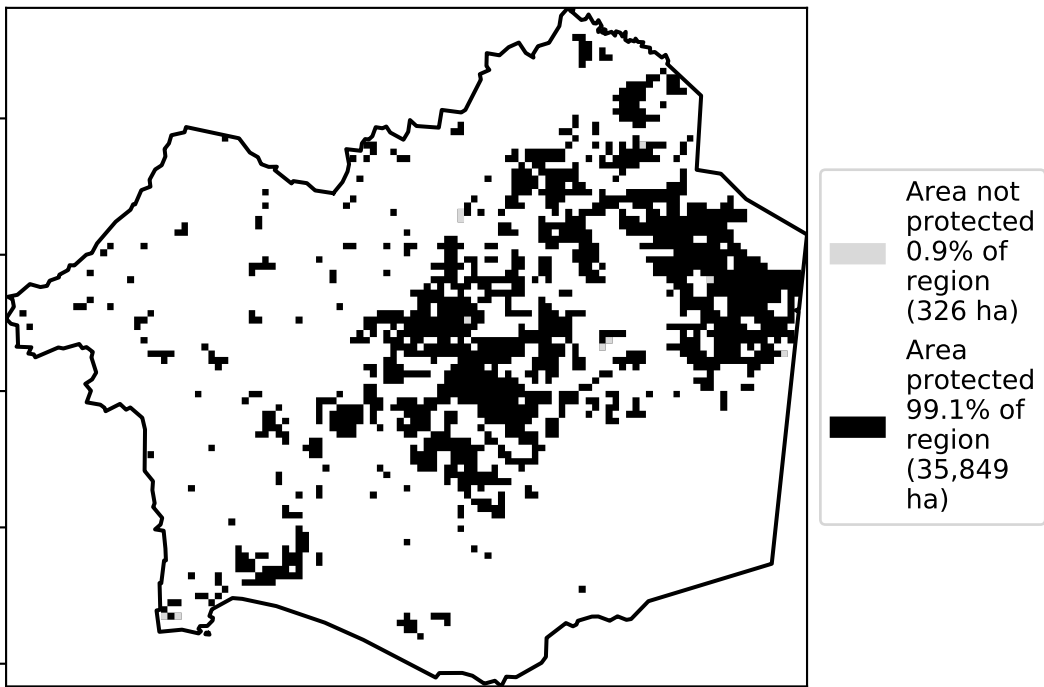 Area not
protected
0.9% of
region
(326 ha)
Area
protected
99.1% of
region
(35,849
ha)